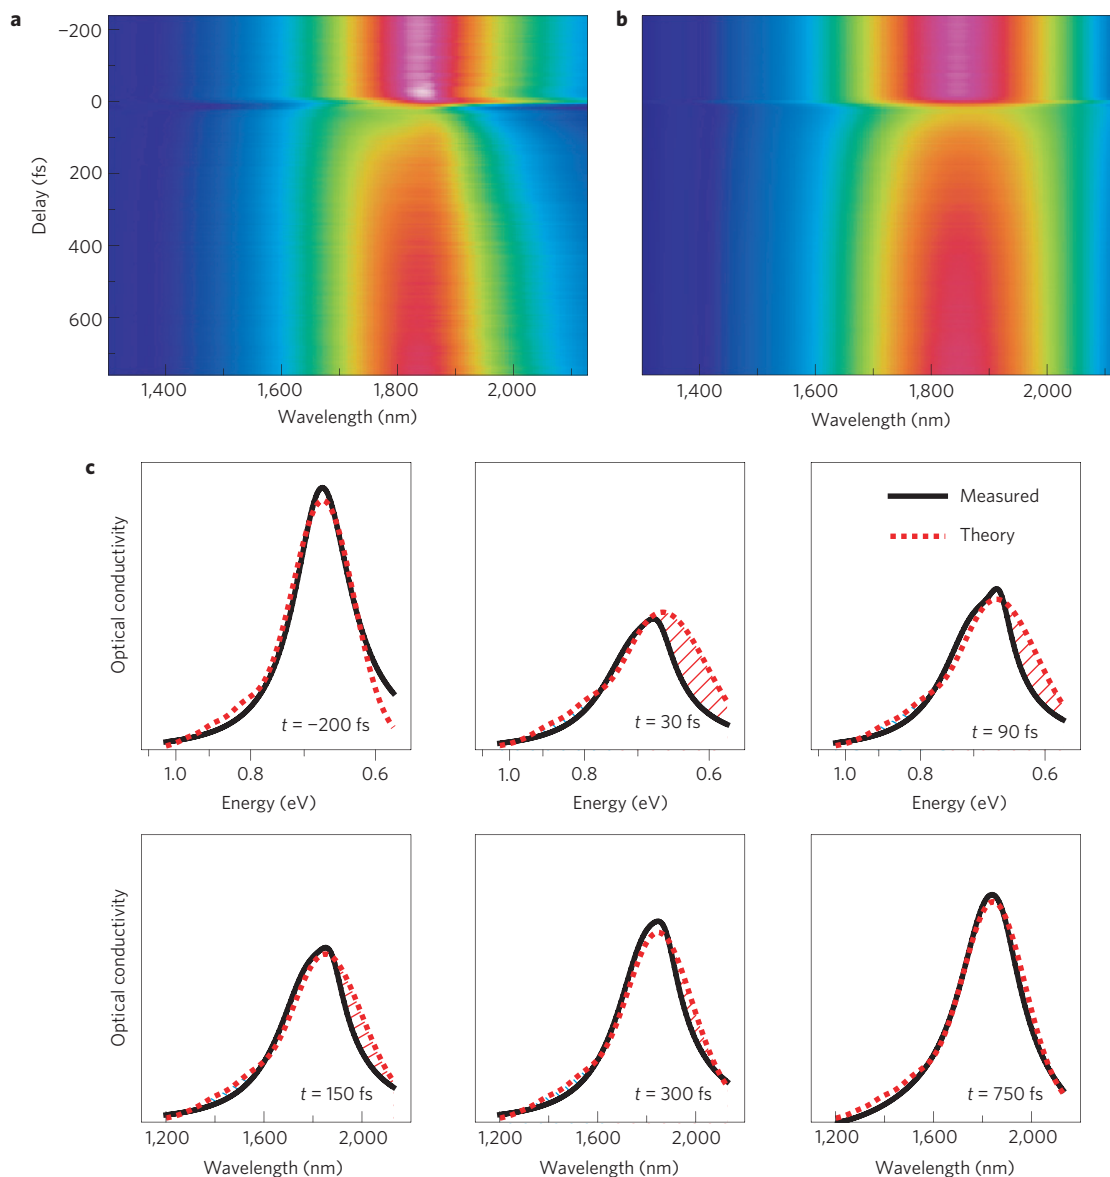 a
b
−200
0
200
400
600
Delay (fs)
1,400 1,600 1,800 2,000
Wavelength (nm)
1,400 1,600 1,800 2,000
Wavelength (nm)
c
Optical conductivity
t = −200 fs
t = 30 fs
Measured
Theory
t = 90 fs
1.0 0.8 0.6
Energy (eV)
1.0 0.8 0.6
Energy (eV)
1.0 0.8 0.6
Energy (eV)
Optical conductivity
t = 150 fs
t = 300 fs
t = 750 fs
1,200 1,600 2,000
Wavelength (nm)
1,200 1,600 2,000
Wavelength (nm)
1,200 1,600 2,000
Wavelength (nm)